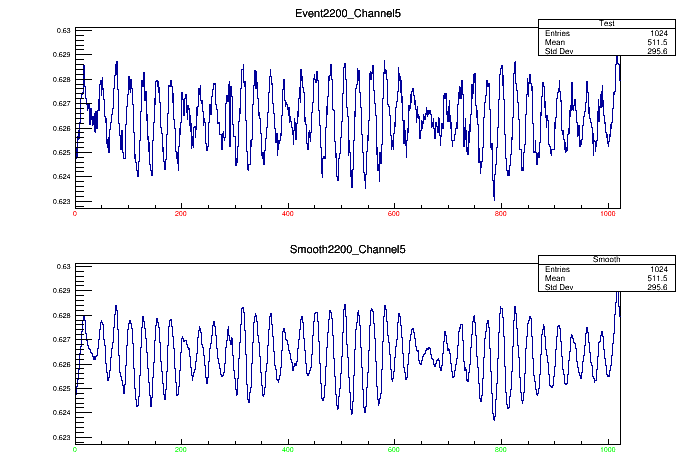 Event2200_Channel5
Test
Entries 1024
Mean 511.5
Std Dev 295.6
0.63
0.629
0.628
0.627
0.626
0.625
0.624
0.623
0 200 400 600 800 1000
Smooth2200_Channel5
Smooth
Entries 1024
Mean 511.5
Std Dev 295.6
0.63
0.629
0.628
0.627
0.626
0.625
0.624
0.623
0 200 400 600 800 1000